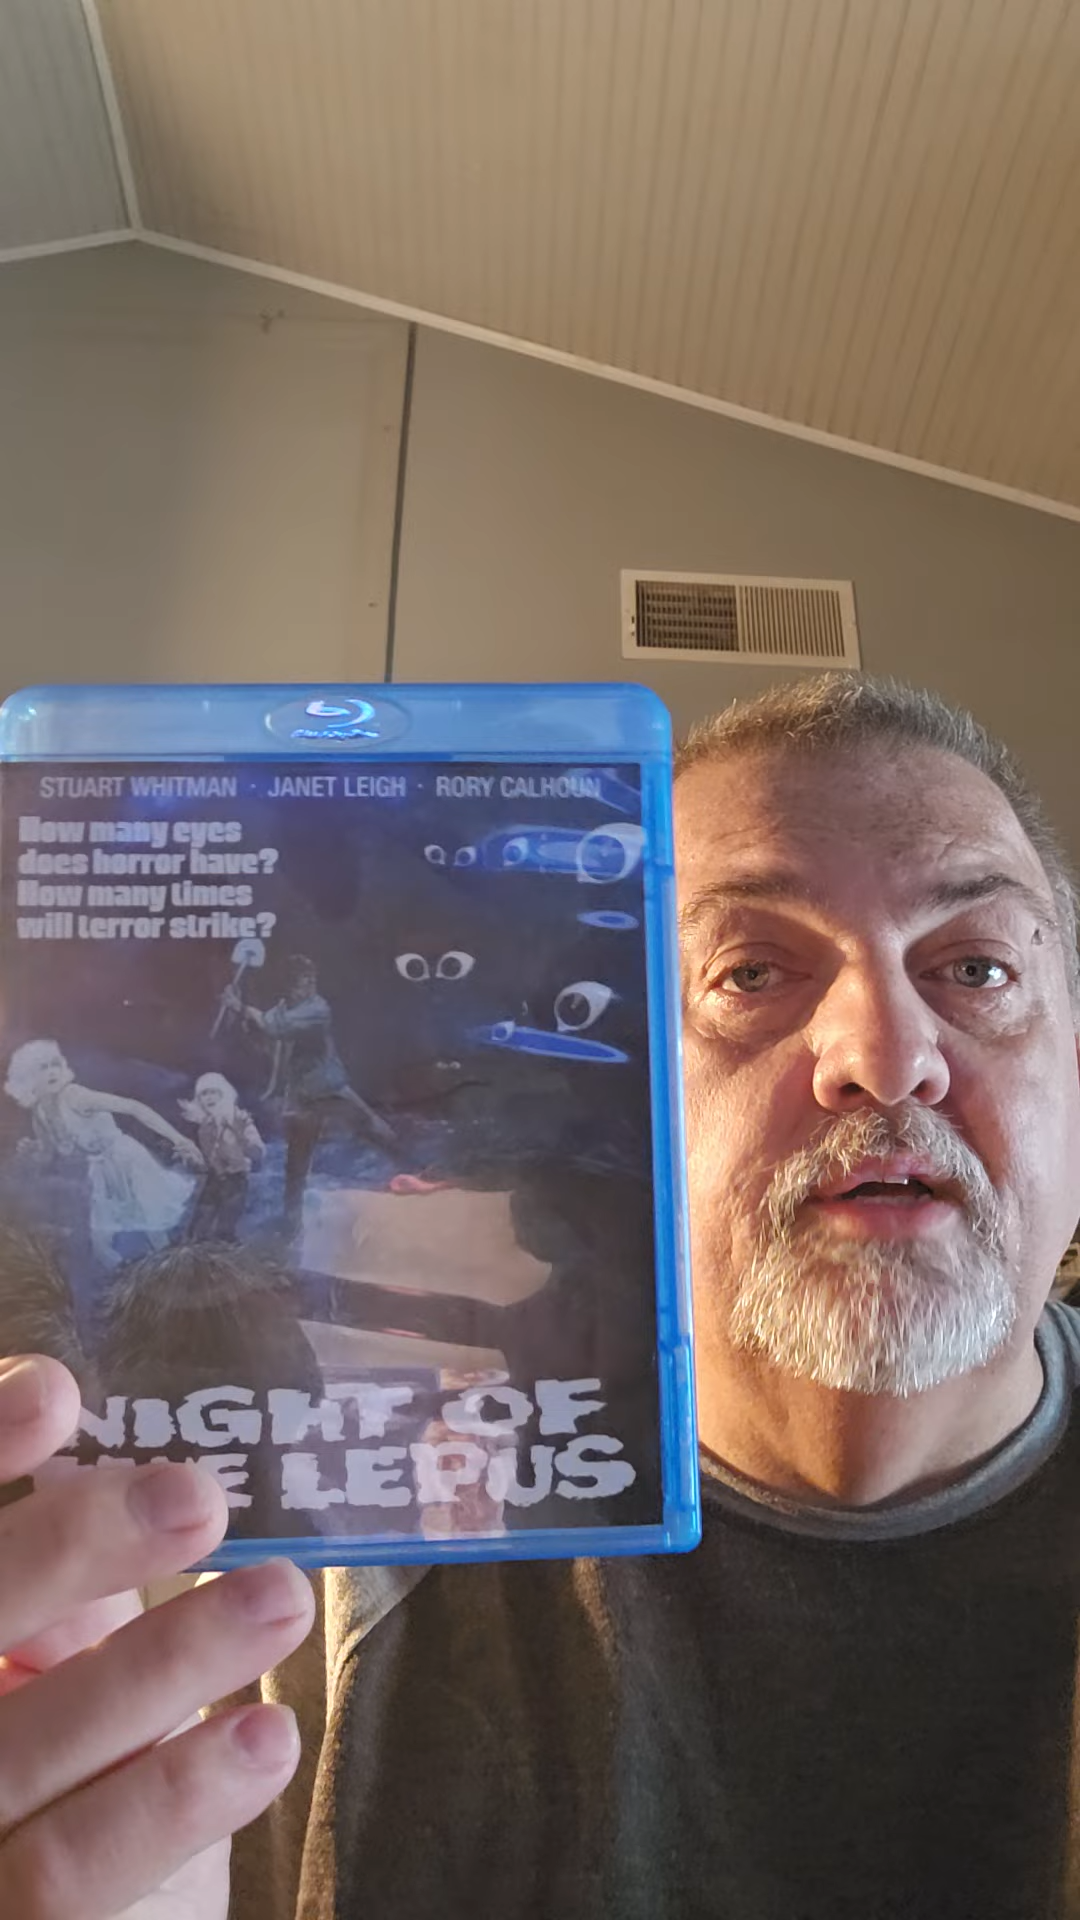 STUART WHITMAN · JANET LEIGH · RORY CALHOUN
How many eyes
does horror have?
How many times
will terror strike?
NIGHT OF
LEPUS